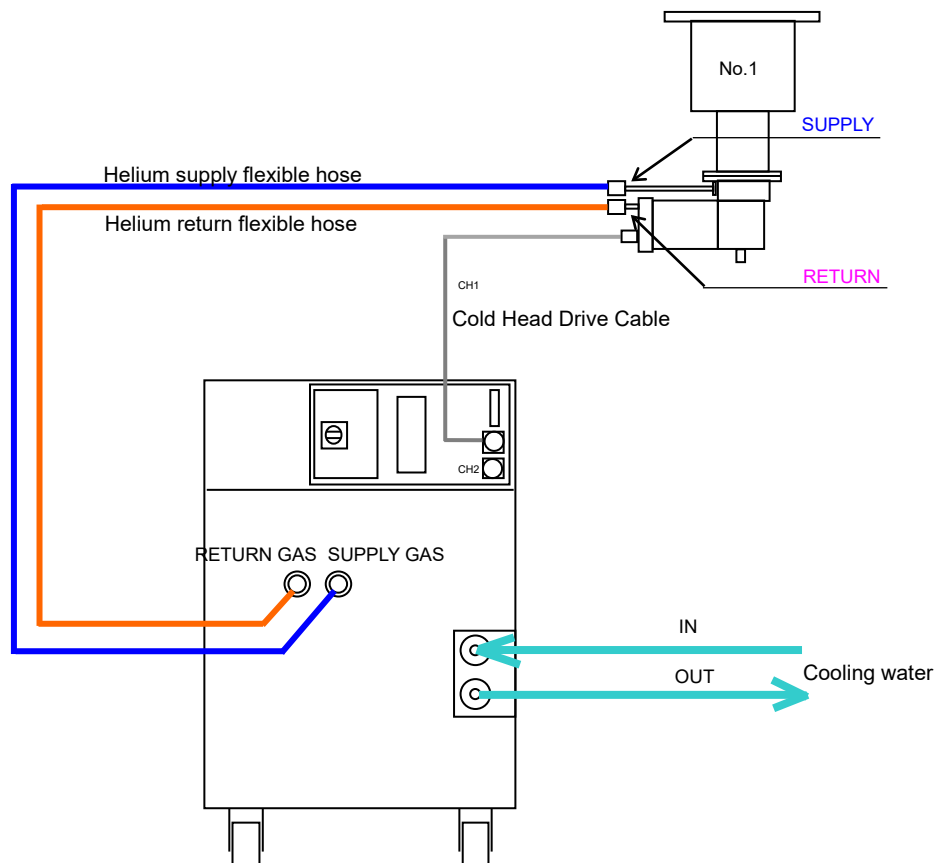 No.1
SUPPLY
Helium supply flexible hose
Helium return flexible hose
RETURN
CH1
Cold Head Drive Cable
CH2
RETURN GAS SUPPLY GAS
IN
Cooling water
OUT